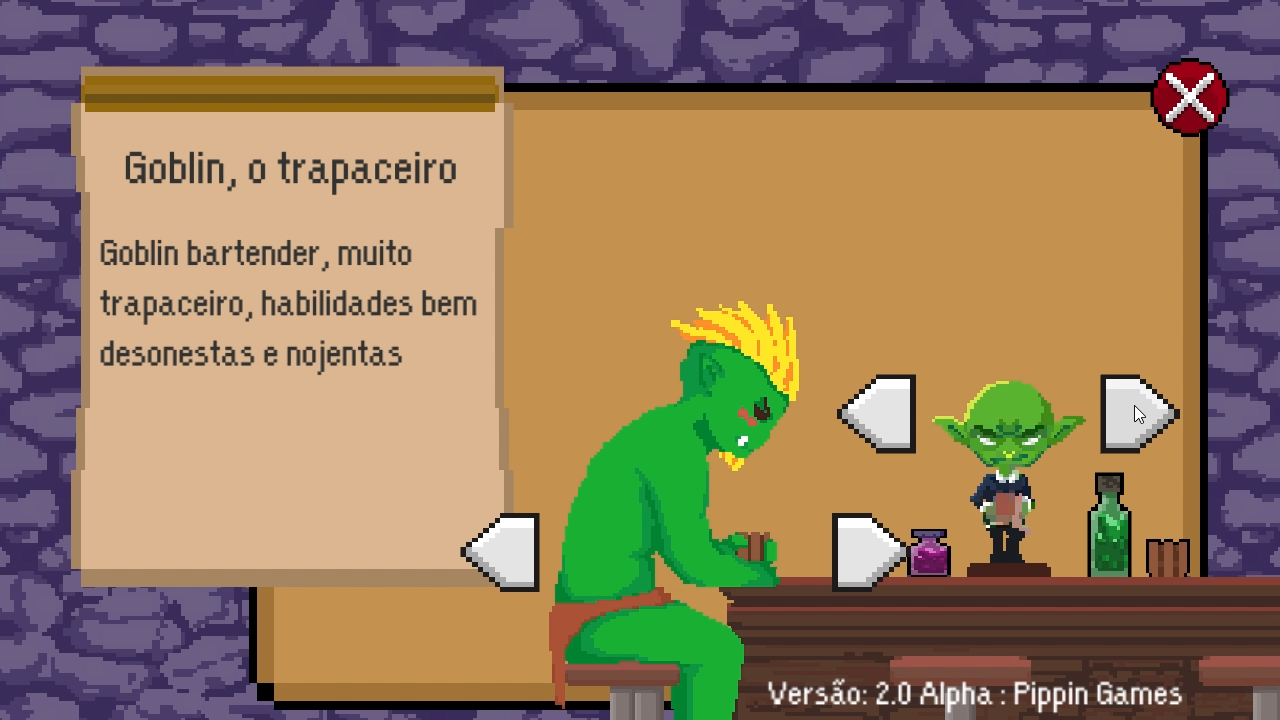 Goblin, o trapaceiro
Goblin bartender, muito
trapaceiro, habilidades bem
desonestas e nojentas
Versão: 2.0 Alpha : Pippin Games